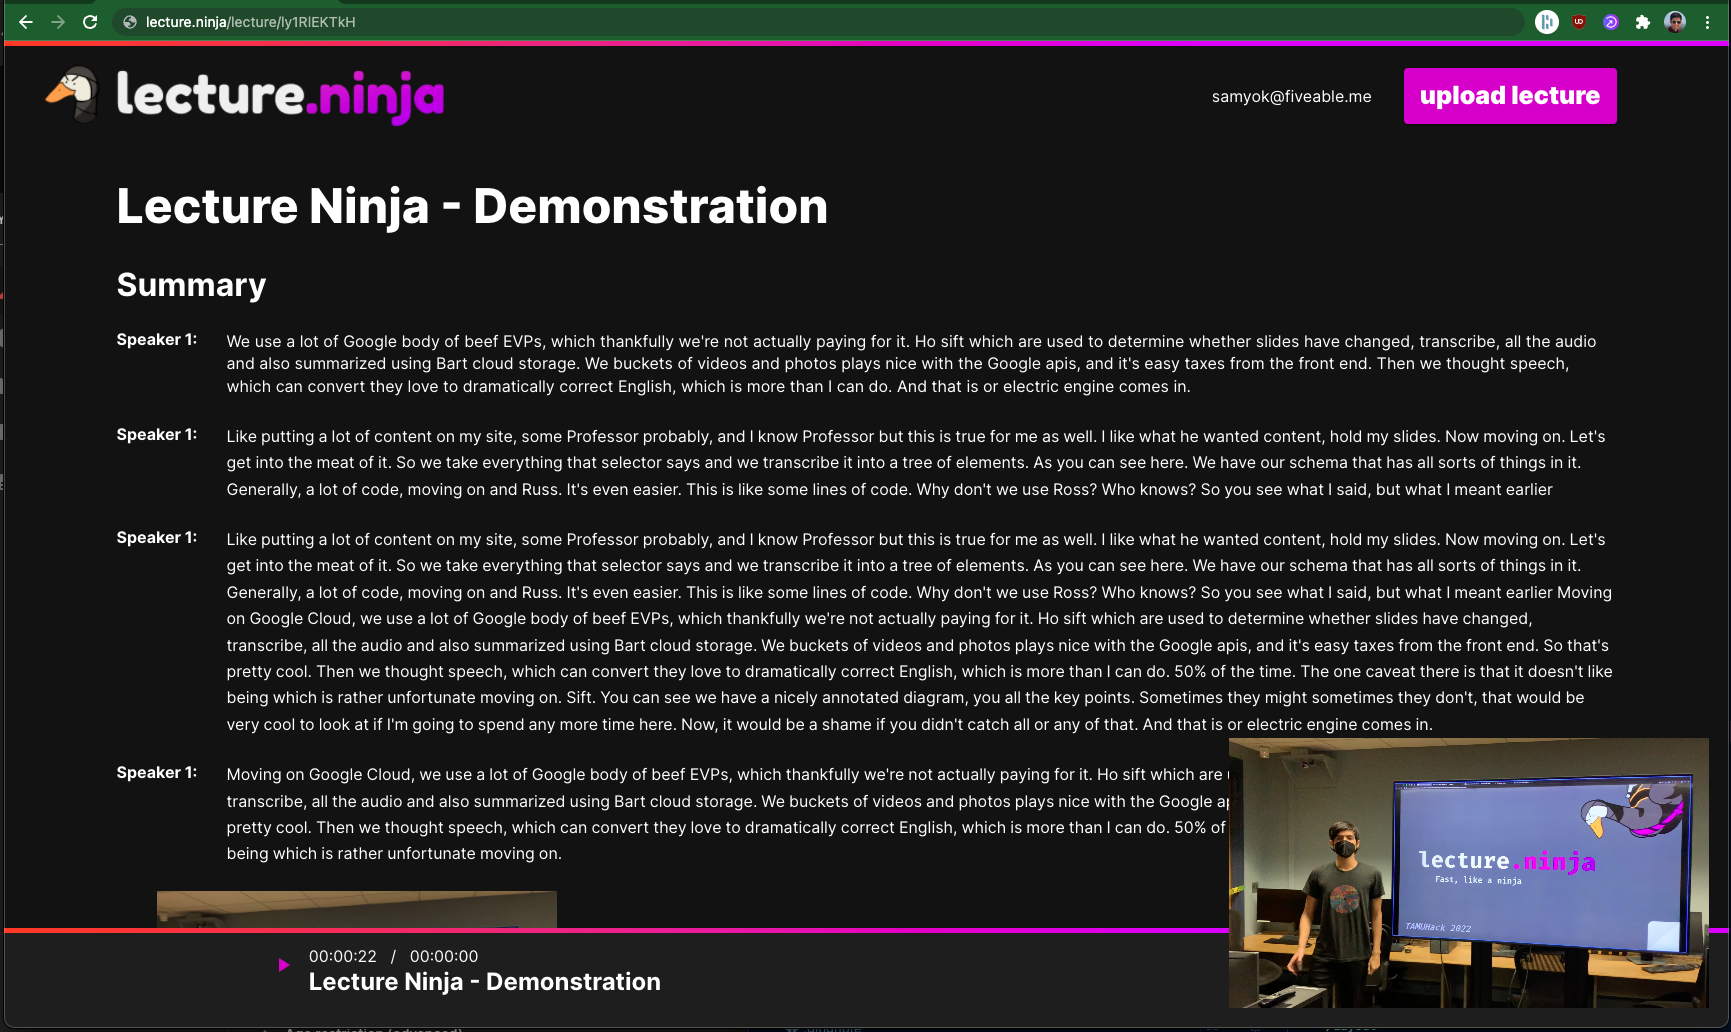 lecture.ninja/lecture/ly1RlEKTkH
lecture.ninja
samyok@fiveable.me
upload lecture
Lecture Ninja - Demonstration
Summary
Speaker 1:
We use a lot of Google body of beef EVPs, which thankfully we're not actually paying for it. Ho sift which are used to determine whether slides have changed, transcribe, all the audio
and also summarized using Bart cloud storage. We buckets of videos and photos plays nice with the Google apis, and it's easy taxes from the front end. Then we thought speech,
which can convert they love to dramatically correct English, which is more than I can do. And that is or electric engine comes in.
Speaker 1:
Like putting a lot of content on my site, some Professor probably, and I know Professor but this is true for me as well. I like what he wanted content, hold my slides. Now moving on. Let's
get into the meat of it. So we take everything that selector says and we transcribe it into a tree of elements. As you can see here. We have our schema that has all sorts of things in it.
Generally, a lot of code, moving on and Russ. It's even easier. This is like some lines of code. Why don't we use Ross? Who knows? So you see what I said, but what I meant earlier
Speaker 1:
Like putting a lot of content on my site, some Professor probably, and I know Professor but this is true for me as well. I like what he wanted content, hold my slides. Now moving on. Let's
get into the meat of it. So we take everything that selector says and we transcribe it into a tree of elements. As you can see here. We have our schema that has all sorts of things in it.
Generally, a lot of code, moving on and Russ. It's even easier. This is like some lines of code. Why don't we use Ross? Who knows? So you see what I said, but what I meant earlier Moving
on Google Cloud, we use a lot of Google body of beef EVPs, which thankfully we're not actually paying for it. Ho sift which are used to determine whether slides have changed,
transcribe, all the audio and also summarized using Bart cloud storage. We buckets of videos and photos plays nice with the Google apis, and it's easy taxes from the front end. So that's
pretty cool. Then we thought speech, which can convert they love to dramatically correct English, which is more than I can do. 50% of the time. The one caveat there is that it doesn't like
being which is rather unfortunate moving on. Sift. You can see we have a nicely annotated diagram, you all the key points. Sometimes they might sometimes they don't, that would be
very cool to look at if I'm going to spend any more time here. Now, it would be a shame if you didn't catch all or any of that. And that is or electric engine comes in.
Speaker 1:
Moving on Google Cloud, we use a lot of Google body of beef EVPs, which thankfully we're not actually paying for it. Ho sift which are
transcribe, all the audio and also summarized using Bart cloud storage. We buckets of videos and photos plays nice with the Google
pretty cool. Then we thought speech, which can convert they love to dramatically correct English, which is more than I can do. 50% of
being which is rather unfortunate moving on.
lecture.ninja
Fast, like a ninja
TAMUHack 2022
00:00:22 / 00:00:00
Lecture Ninja - Demonstration